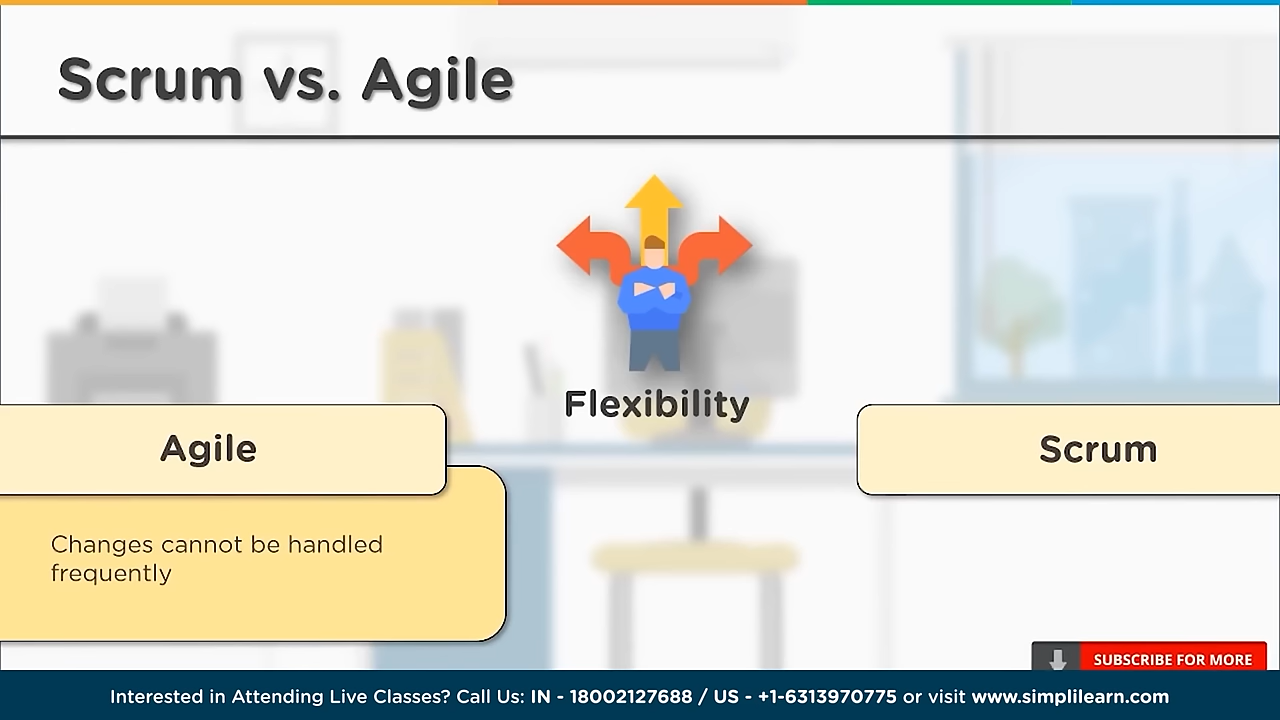 Scrum vs. Agile
Flexibility
Agile
Scrum
Changes cannot be handled
frequently
SUBSCRIBE FOR MORE
Interested in Attending Live Classes? Call Us: IN - 18002127688 / US - +1-6313970775 or visit www.simplilearn.com